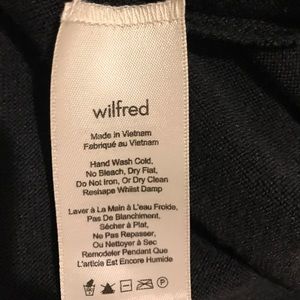 wilfred
Made in Vietnam
Fabriqué au Vietnam
Hand Wash Cold,
No Bleach, Dry Flat,
Do Not Iron, Or Dry Clean
Reshape Whilst Damp
Laver à La Main à L'eau Froide,
Pas De Blanchiment,
Sécher à Plat,
Ne Pas Repasser,
Ou Nettoyer à Sec
Remodeler Pendant Que
L'article Est Encore Humide